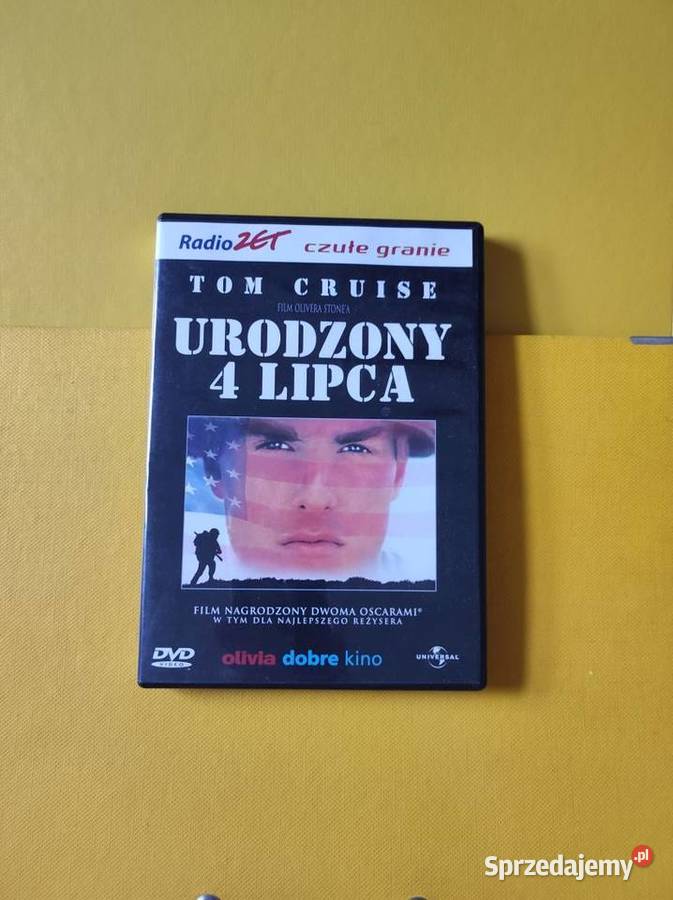 Radio ZET czułe granie
TOM CRUISE
FILM OLIVERA STONE'A
URODZONY
4 LIPCA
FILM NAGRODZONY DWOMA OSCARAMI®
W TYM DLA NAJLEPSZEGO REŻYSERA
DVD
VIDEO
olivia dobre kino
UNIVERSAL
Sprzedajemy.pl